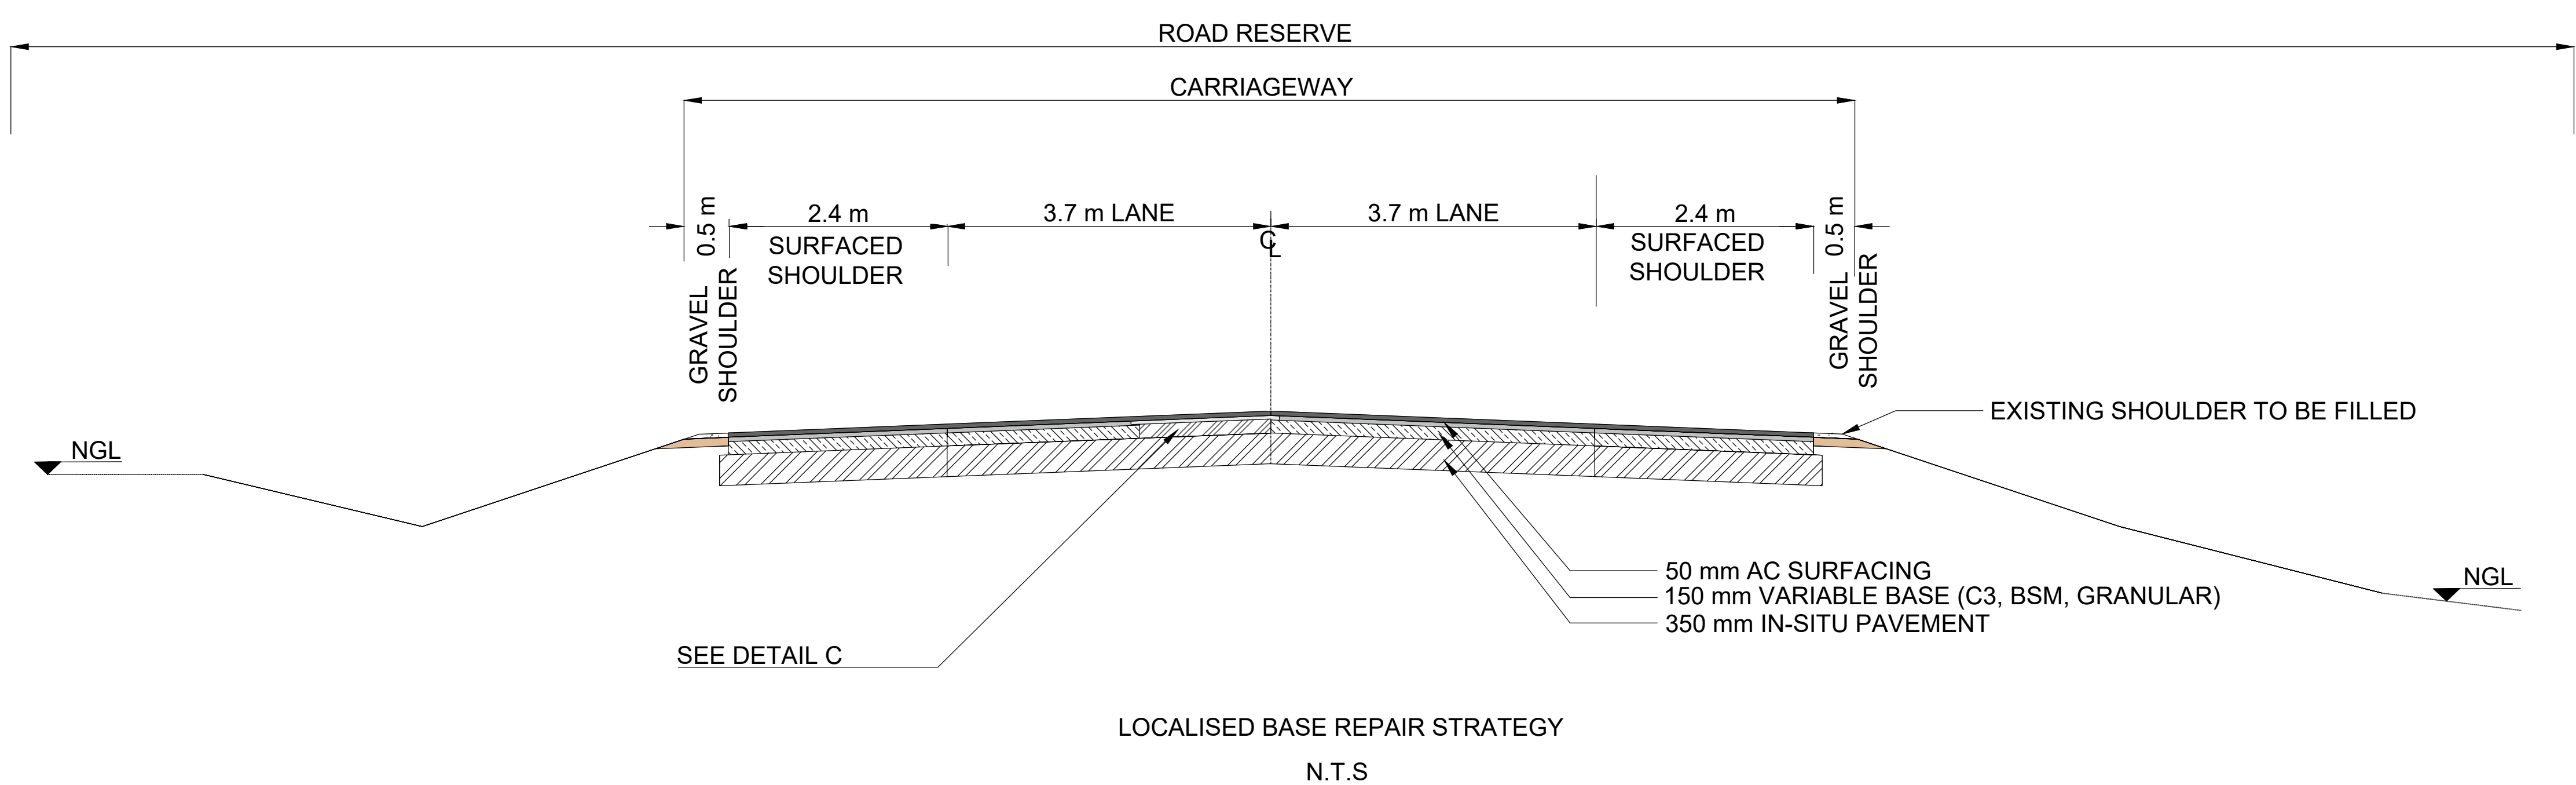 ROAD RESERVE
CARRIAGEWAY
0.5 m
GRAVEL
SHOULDER
2.4 m
SURFACED
SHOULDER
3.7 m LANE
CL
3.7 m LANE
2.4 m
SURFACED
SHOULDER
0.5 m
GRAVEL
SHOULDER
EXISTING SHOULDER TO BE FILLED
NGL
NGL
50 mm AC SURFACING
150 mm VARIABLE BASE (C3, BSM, GRANULAR)
350 mm IN-SITU PAVEMENT
SEE DETAIL C
LOCALISED BASE REPAIR STRATEGY
N.T.S